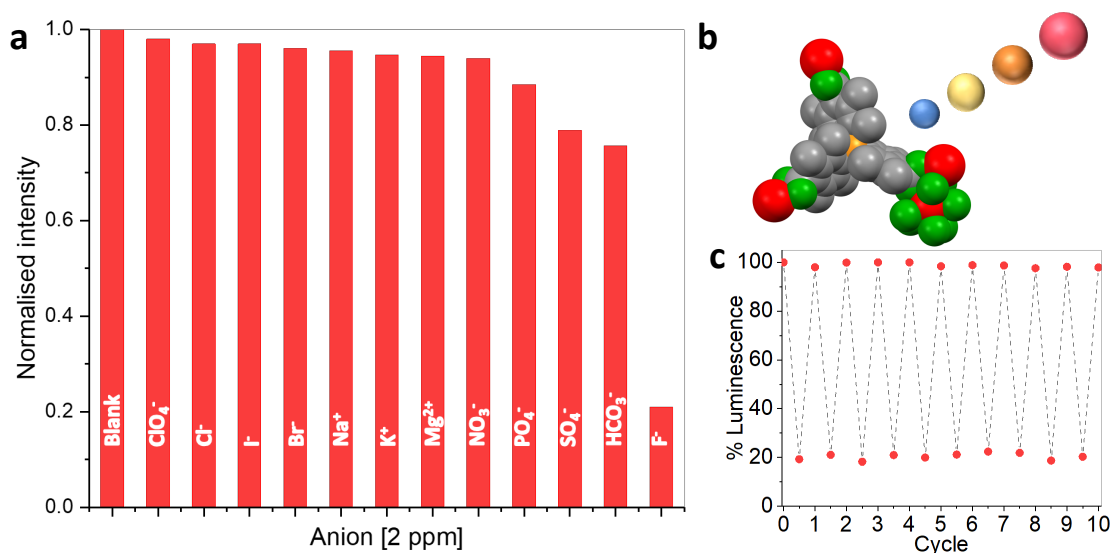 a
Normalised intensity
1.0
0.8
0.6
0.4
0.2
0.0
Blank
ClO₄⁻
Cl⁻
I⁻
Br⁻
Na⁺
K⁺
Mg²⁺
NO₃⁻
PO₄⁻
SO₄⁻
HCO₃⁻
F⁻
Anion [2 ppm]
b
c
% Luminescence
100
80
60
40
20
0
0 1 2 3 4 5 6 7 8 9 10
Cycle